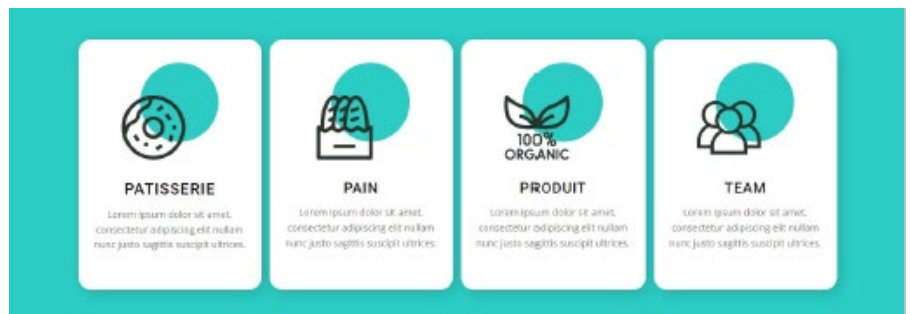 100%
ORGANIC
PATISSERIE
Lorem ipsum dolor sit amet,
consectetur adipiscing elit nullam
nunc justo sagittis suscipit ultrices.
PAIN
Lorem ipsum dolor sit amet,
consectetur adipiscing elit nullam
nunc justo sagittis suscipit ultrices.
PRODUIT
Lorem ipsum dolor sit amet,
consectetur adipiscing elit nullam
nunc justo sagittis suscipit ultrices.
TEAM
Lorem ipsum dolor sit amet,
consectetur adipiscing elit nullam
nunc justo sagittis suscipit ultrices.